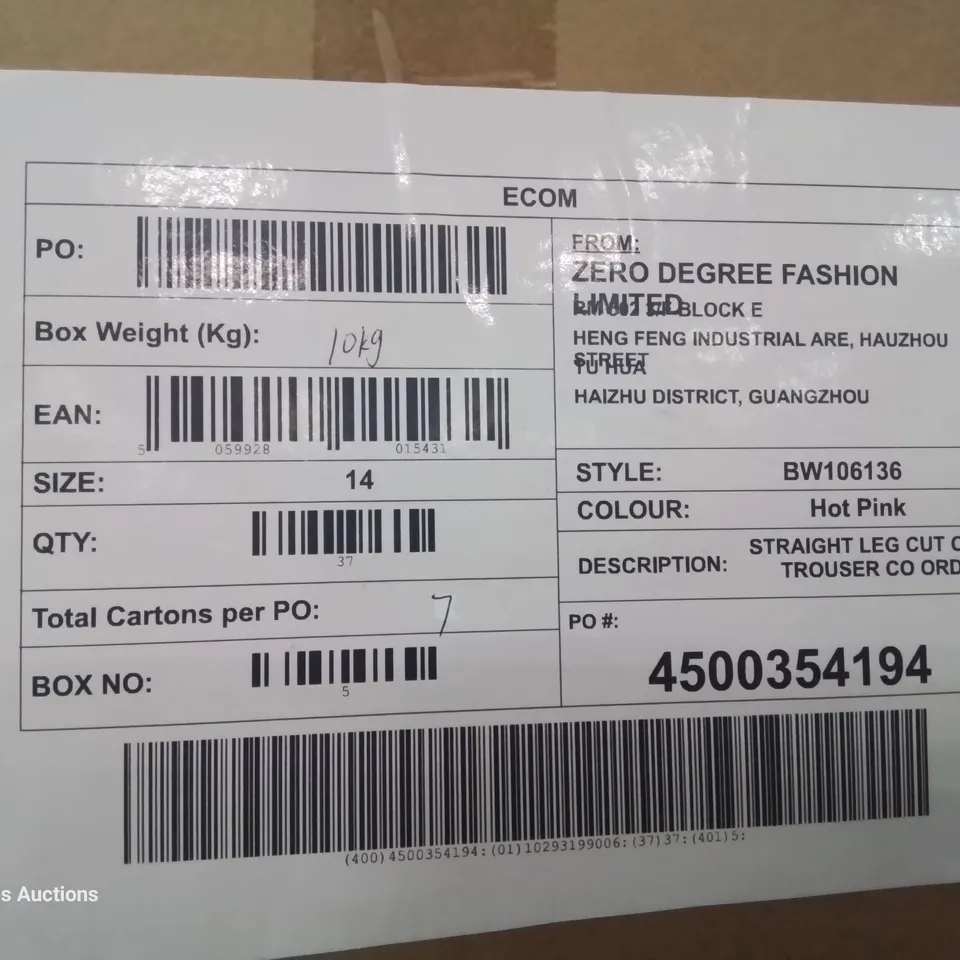 ECOM
PO:
Box Weight (Kg): 10kg
EAN:
5 059928 015431
SIZE: 14
QTY:
37
Total Cartons per PO: 7
BOX NO:
5
FROM:
ZERO DEGREE FASHION
LIMITED
BLOCK E
HENG FENG INDUSTRIAL ARE, HAUZHOU
STREET
HUA
HAIZHU DISTRICT, GUANGZHOU
STYLE: BW106136
COLOUR: Hot Pink
DESCRIPTION: STRAIGHT LEG CUT
TROUSER CO ORD
PO #:
4500354194
(400)4500354194:(01)10293199006:(37)37:(401)5:
s Auctions